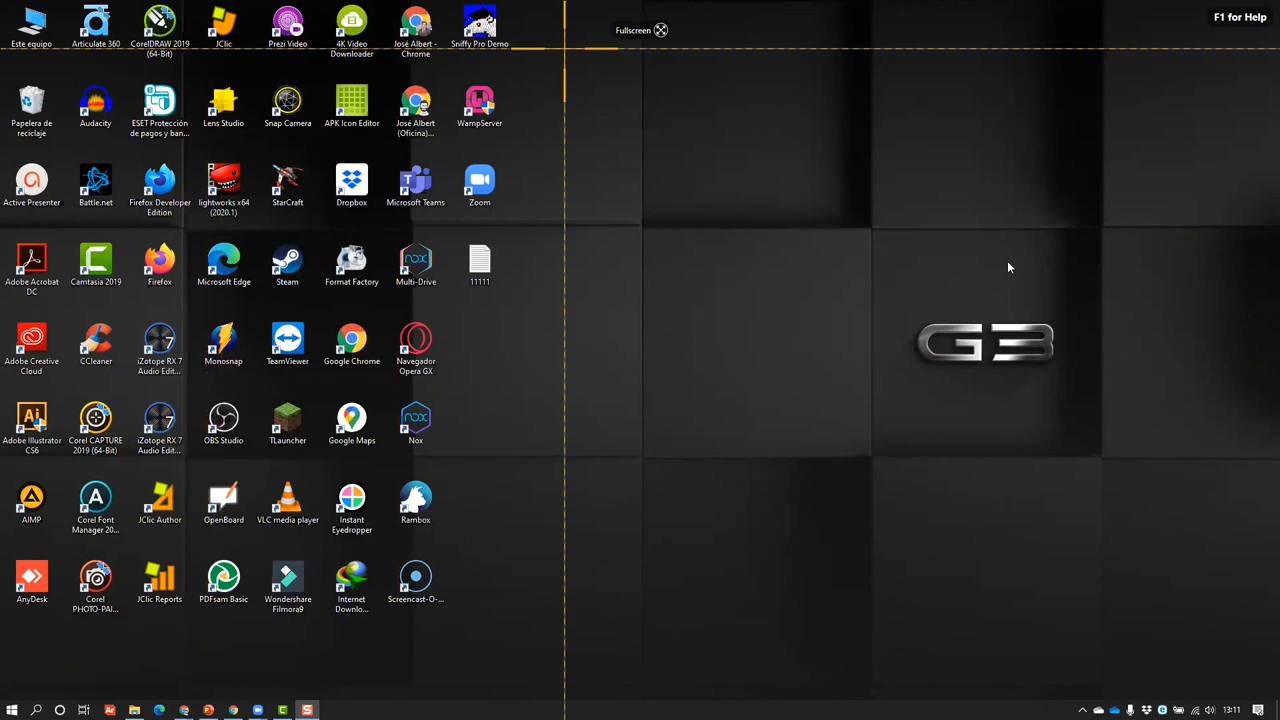 F1 for Help
Fullscreen
Este equipo
Articulate 360
CorelDRAW 2019
(64-Bit)
JClic
Prezi Video
4K Video
Downloader
José Albert -
Chrome
Sniffy Pro Demo
Papelera de
reciclaje
Audacity
ESET Protección
de pagos y ban...
Lens Studio
Snap Camera
APK Icon Editor
José Albert
(Oficina)...
WampServer
Active Presenter
Battle.net
Firefox Developer
Edition
lightworks x64
(2020.1)
StarCraft
Dropbox
Microsoft Teams
Zoom
Adobe Acrobat
DC
Camtasia 2019
Firefox
Microsoft Edge
Steam
Format Factory
Multi-Drive
11111
Adobe Creative
Cloud
CCleaner
iZotope RX 7
Audio Edit...
Monosnap
TeamViewer
Google Chrome
Navegador
Opera GX
G3
Adobe Illustrator
CS6
Corel CAPTURE
2019 (64-Bit)
iZotope RX 7
Audio Edit...
OBS Studio
TLauncher
Google Maps
Nox
AIMP
Corel Font
Manager 20...
JClic Author
OpenBoard
VLC media player
Instant
Eyedropper
Rambox
AnyDesk
Corel
PHOTO-PAI...
JClic Reports
PDFsam Basic
Wondershare
Filmora9
Internet
Downlo...
Screencast-O-...
13:11